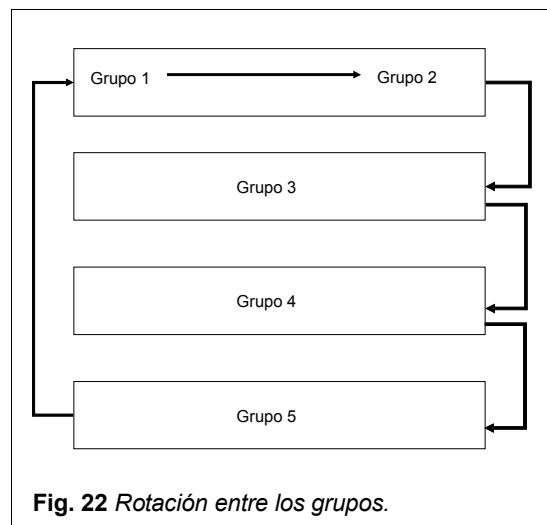 Grupo 1 Grupo 2
Grupo 3
Grupo 4
Grupo 5
Fig. 22 Rotación entre los grupos.